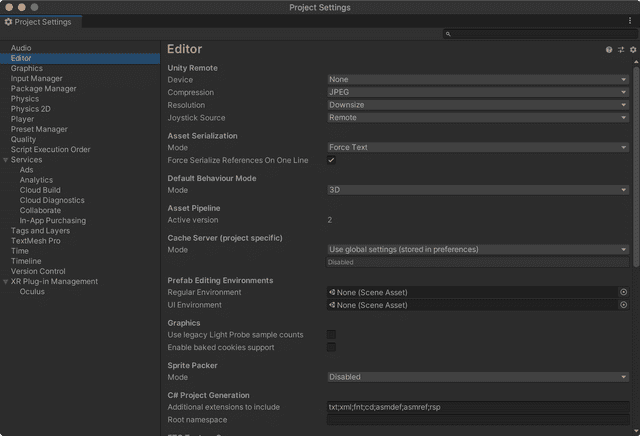 Project Settings
Project Settings
Audio
Editor
Graphics
Input Manager
Package Manager
Physics
Physics 2D
Player
Preset Manager
Quality
Script Execution Order
Services
Ads
Analytics
Cloud Build
Cloud Diagnostics
Collaborate
In-App Purchasing
Tags and Layers
TextMesh Pro
Time
Timeline
Version Control
XR Plug-in Management
Oculus
Editor
Unity Remote
Device None
Compression JPEG
Resolution Downsize
Joystick Source Remote
Asset Serialization
Mode Force Text
Force Serialize References On One Line
Default Behaviour Mode
Mode 3D
Asset Pipeline
Active version 2
Cache Server (project specific)
Mode Use global settings (stored in preferences)
Disabled
Prefab Editing Environments
Regular Environment None (Scene Asset)
UI Environment None (Scene Asset)
Graphics
Use legacy Light Probe sample counts
Enable baked cookies support
Sprite Packer
Mode Disabled
C# Project Generation
Additional extensions to include txt;xml;fnt;cd;asmdef;asmref;rsp
Root namespace